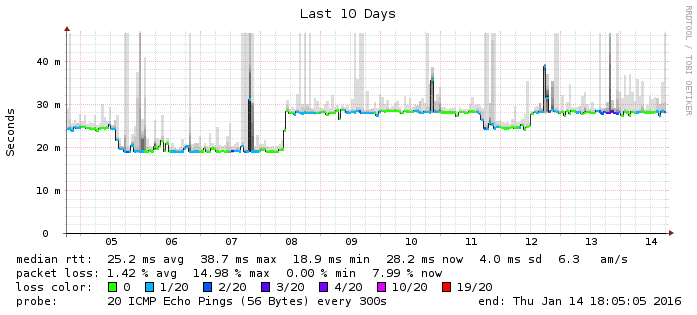 Last 10 Days
RRDTOOL / TOBI OETIKER
Seconds
40 m
30 m
20 m
10 m
0
05 06 07 08 09 10 11 12 13 14
median rtt: 25.2 ms avg 38.7 ms max 18.9 ms min 28.2 ms now 4.0 ms sd 6.3 am/s
packet loss: 1.42 % avg 14.98 % max 0.00 % min 7.99 % now
loss color: 0 1/20 2/20 3/20 4/20 10/20 19/20
probe: 20 ICMP Echo Pings (56 Bytes) every 300s end: Thu Jan 14 18:05:05 2016